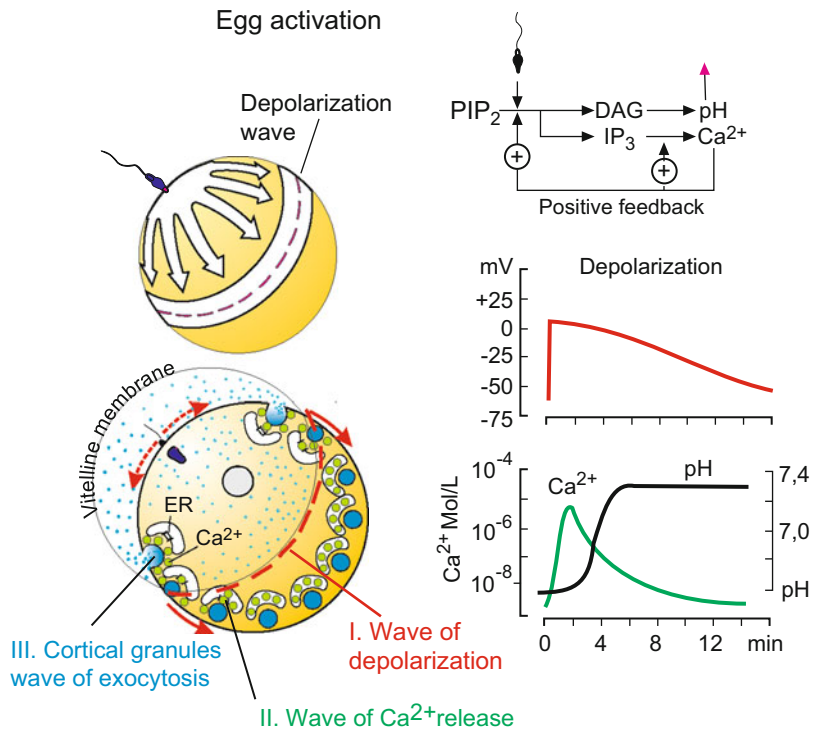 Egg activation
Depolarization
wave
PIP₂
DAG
pH
IP₃
Ca²⁺
+
+
Positive feedback
mV
Depolarization
+25
0
-25
-50
-75
Vitelline membrane
ER
Ca²⁺
III. Cortical granules
wave of exocytosis
I. Wave of
depolarization
II. Wave of Ca²⁺release
Ca²⁺ Mol/L
10⁻⁴
10⁻⁶
10⁻⁸
Ca²⁺
pH
7,4
7,0
pH
0 4 8 12 min